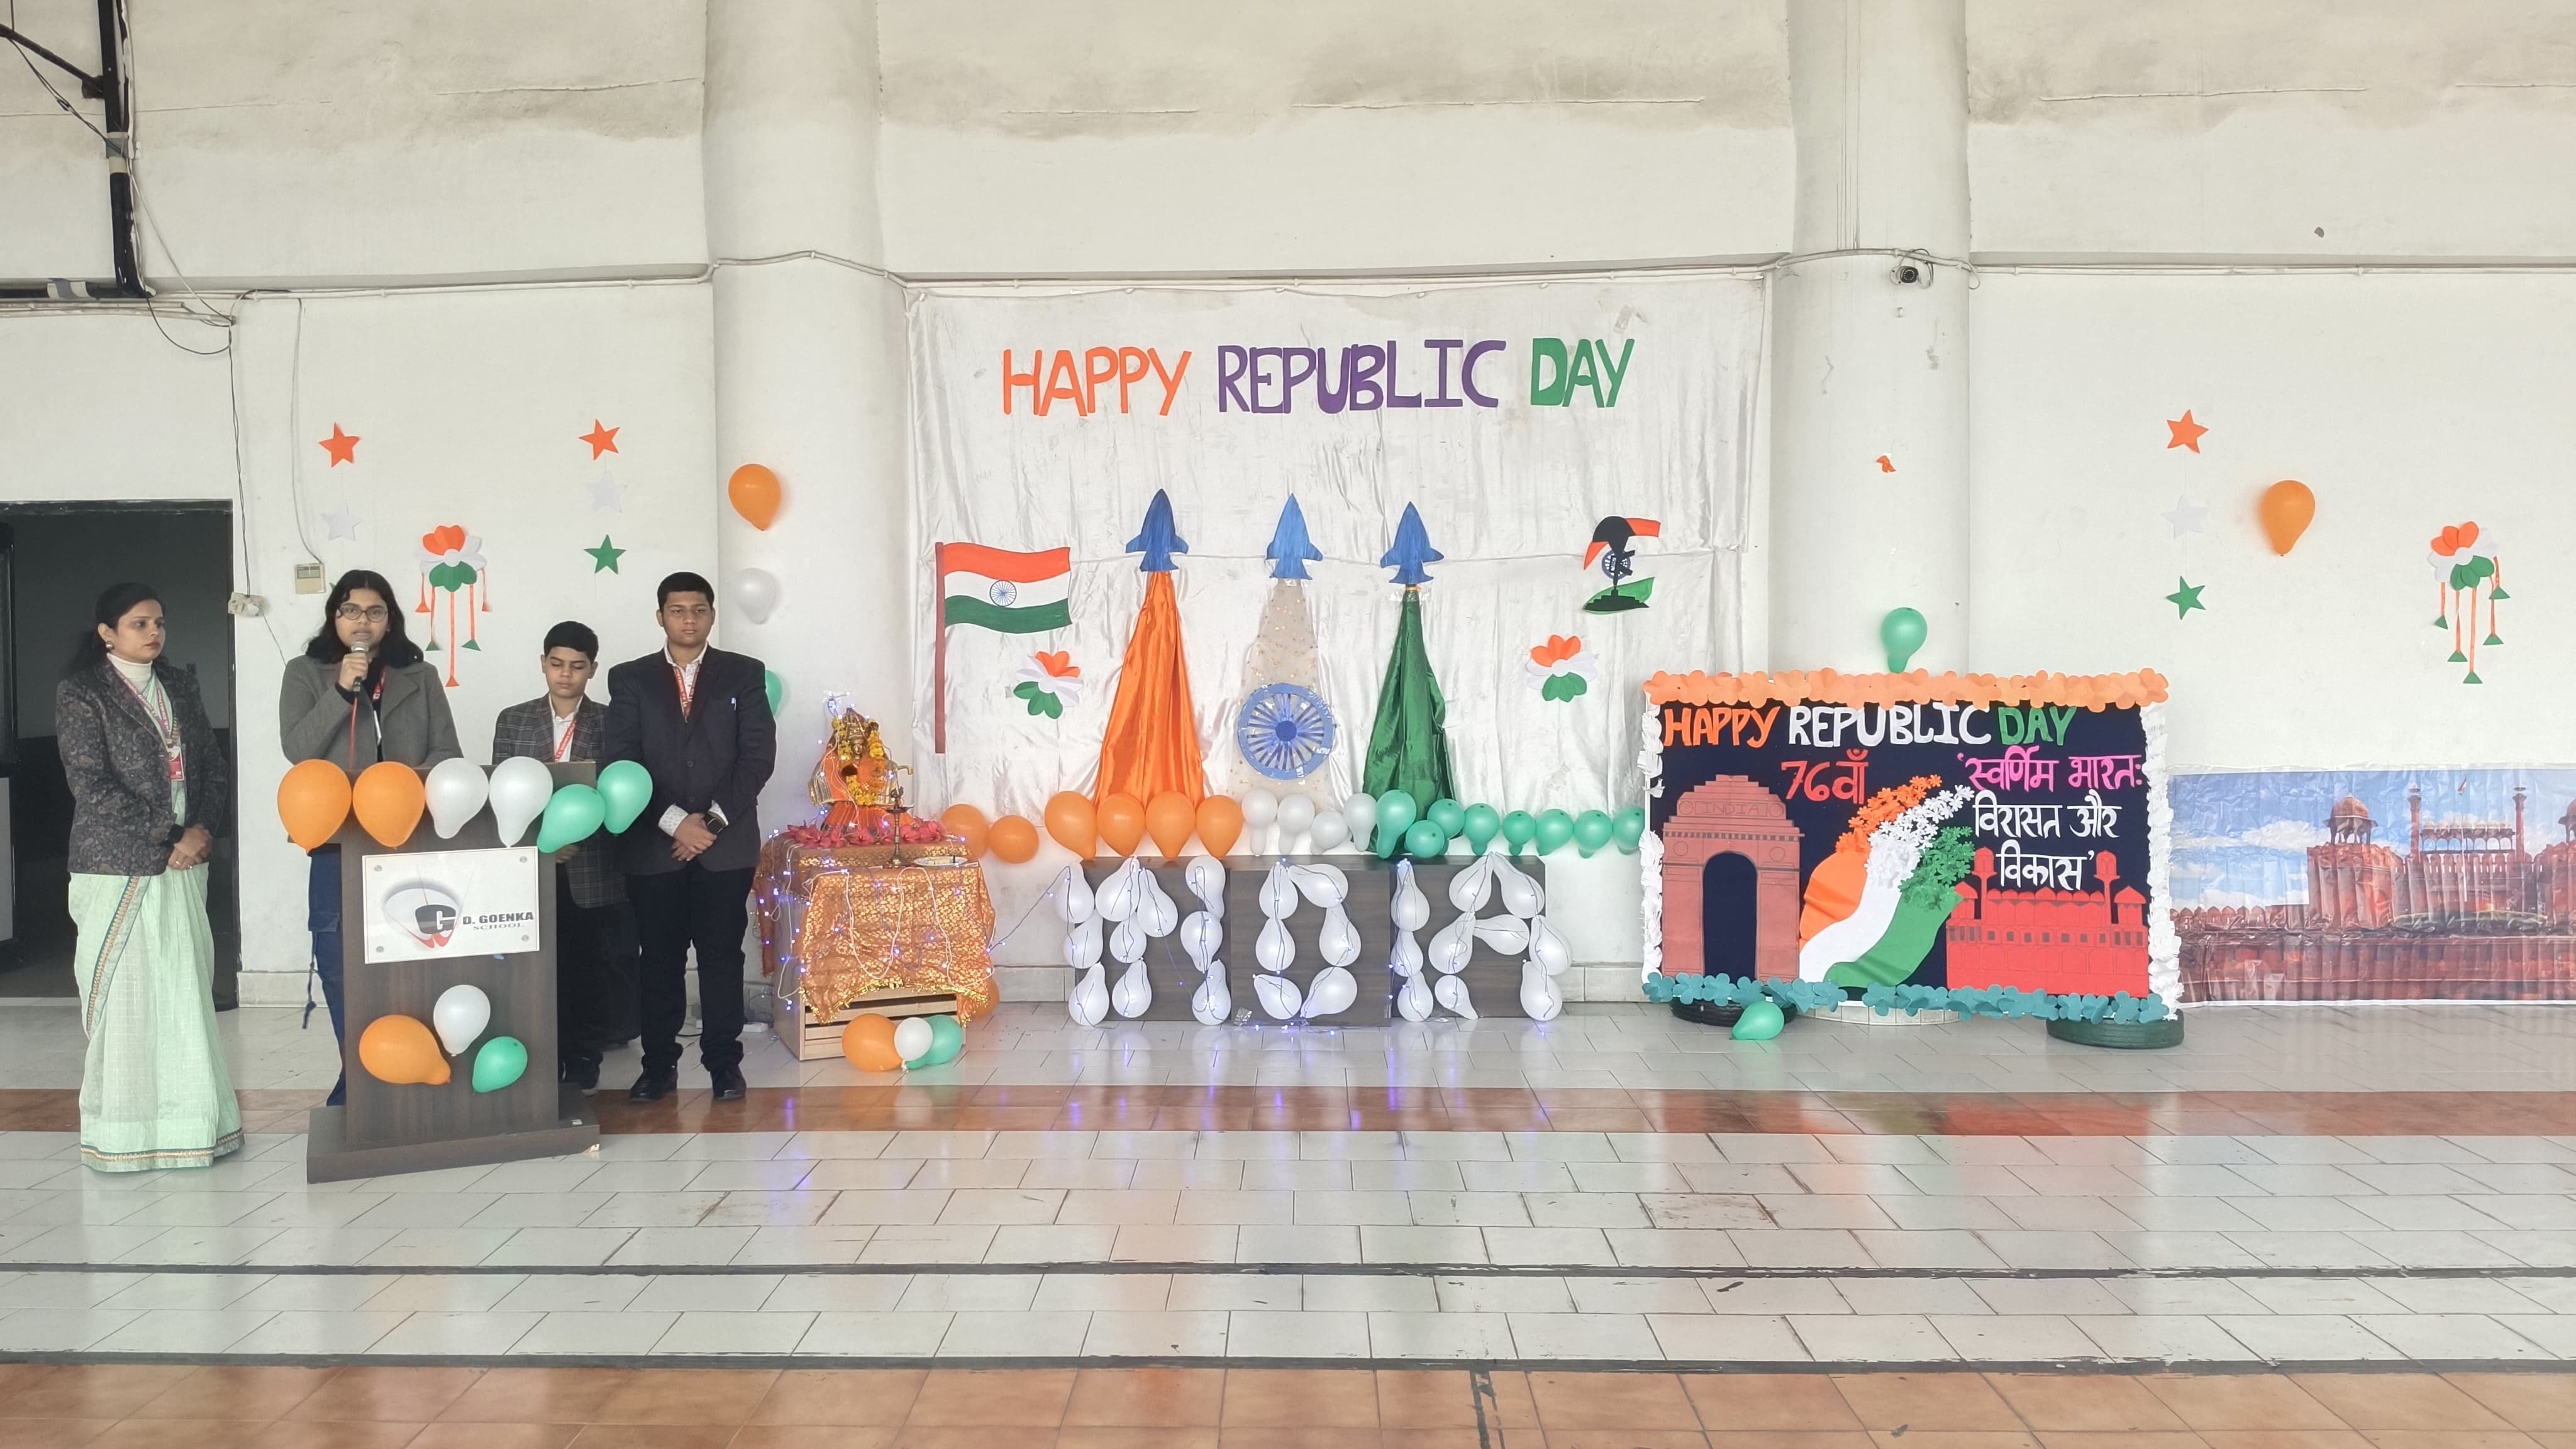 HAPPY REPUBLIC DAY
G
D. GOENKA
SCHOOL
INDIA
HAPPY REPUBLIC DAY
76वाँ
'स्वर्णिम भारत:
विरासत और
विकास'
INDIA